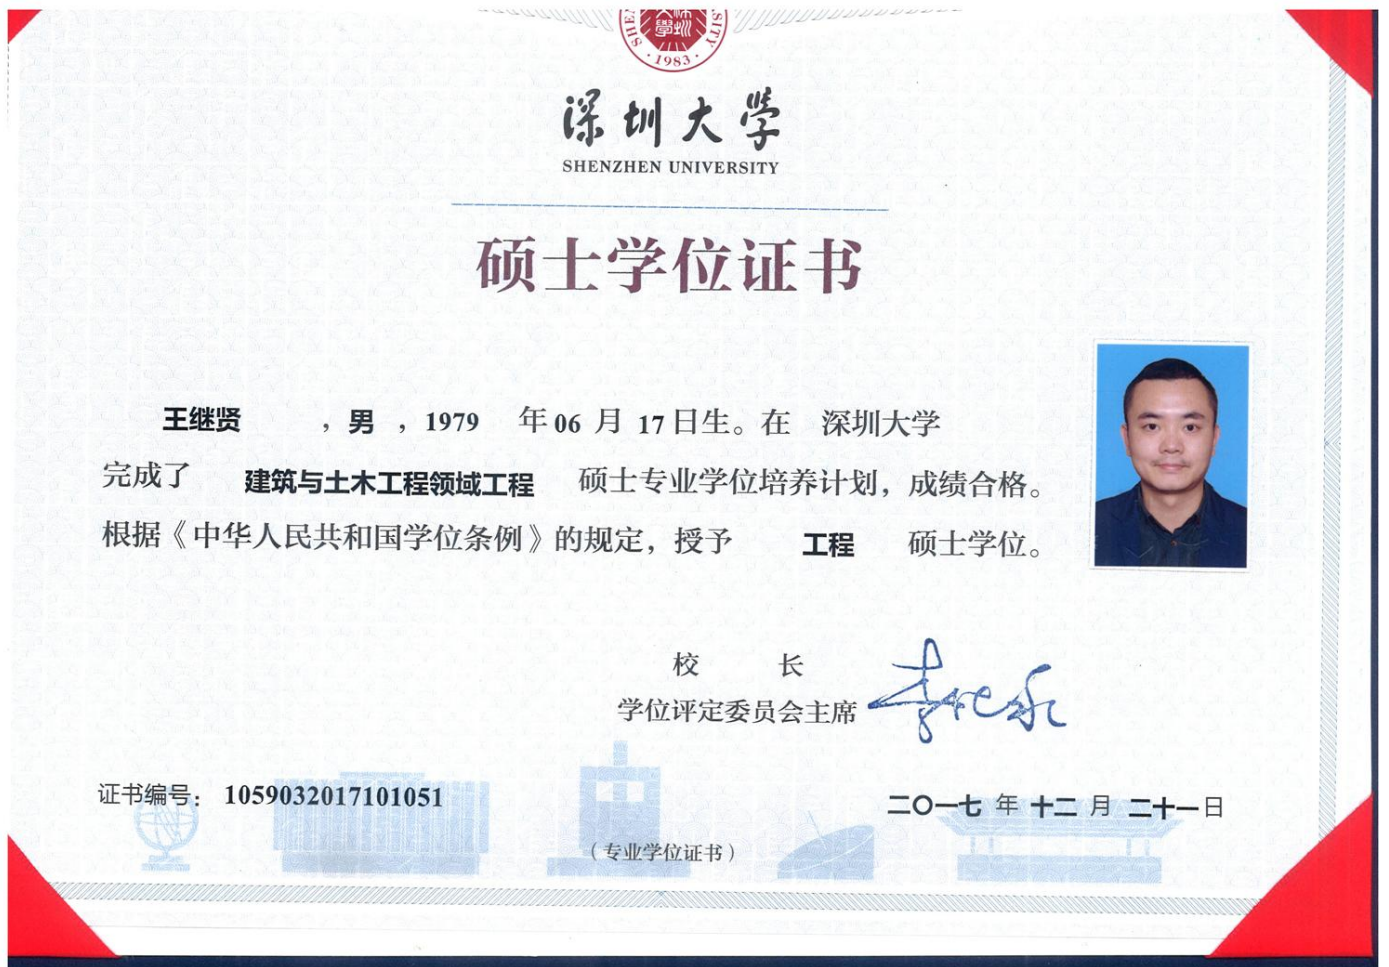 SHENZHEN UNIVERSITY
·1983·
深圳大學
SHENZHEN UNIVERSITY
硕士学位证书
王继贤 ，男 ，1979 年 06 月 17 日生。在 深圳大学
完成了 建筑与土木工程领域工程 硕士专业学位培养计划，成绩合格。
根据《中华人民共和国学位条例》的规定，授予 工程 硕士学位。
校 长
学位评定委员会主席
证书编号： 1059032017101051
二〇一七 年 十二 月 二十一日
（专业学位证书）